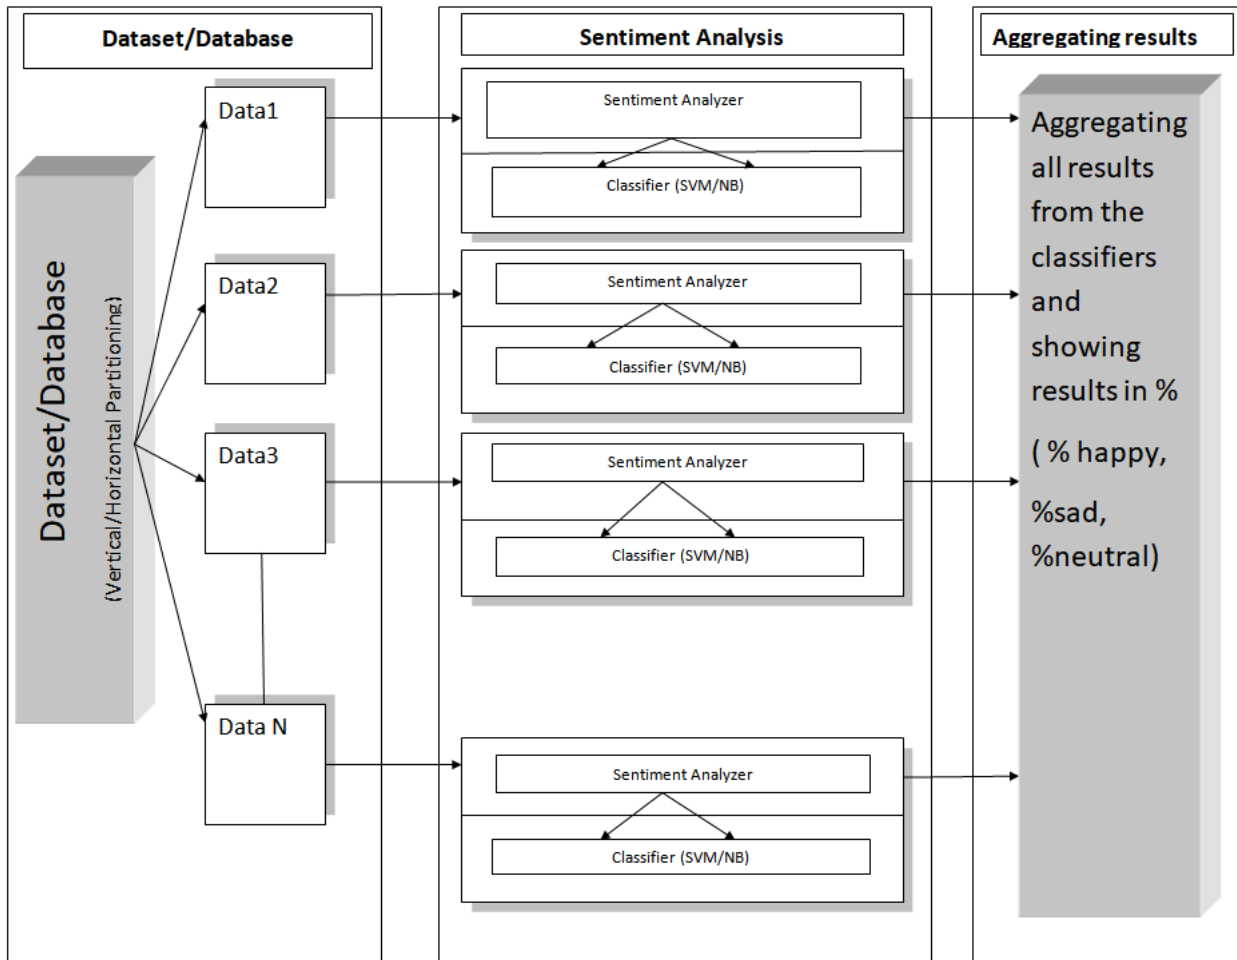 Dataset/Database
Sentiment Analysis
Aggregating results
Dataset/Database
(Vertical/Horizontal Partitioning)
Data1
Sentiment Analyzer
Classifier (SVM/NB)
Data2
Sentiment Analyzer
Classifier (SVM/NB)
Data3
Sentiment Analyzer
Classifier (SVM/NB)
Data N
Sentiment Analyzer
Classifier (SVM/NB)
Aggregating
all results
from the
classifiers
and
showing
results in %
( % happy,
%sad,
%neutral)